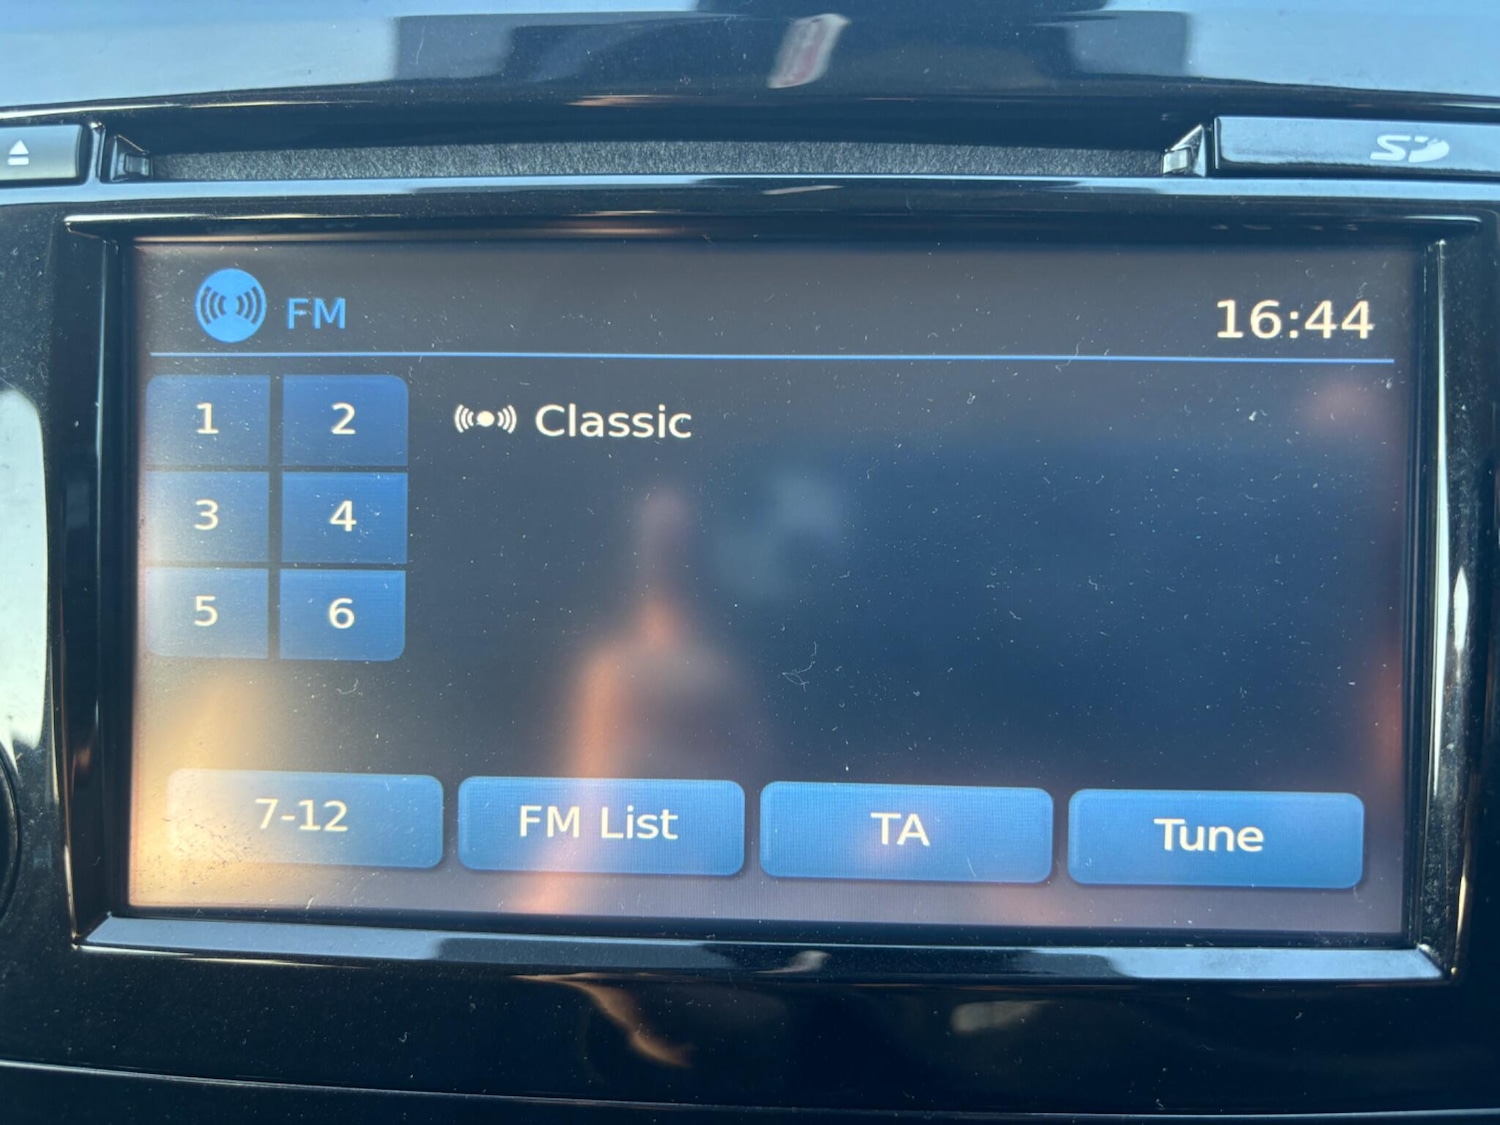 SD
FM
16:44
1 2
Classic
3 4
5 6
7-12
FM List
TA
Tune